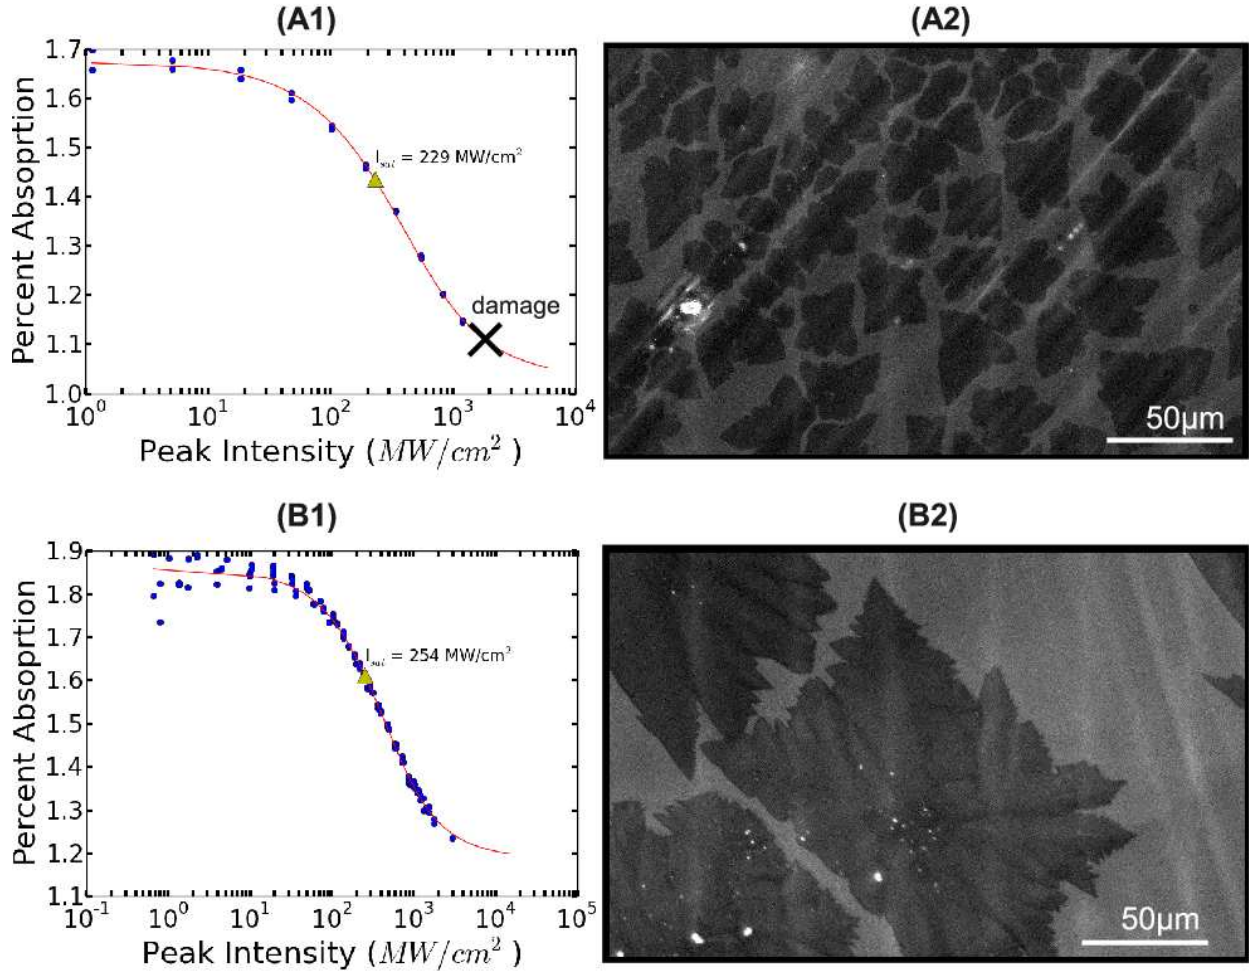 (A1)
(A2)
1.7
1.6
1.5
1.4
1.3
1.2
1.1
1.0
Percent Absoprtion
I_sat = 229 MW/cm²
damage
10⁰
10¹
10²
10³
10⁴
Peak Intensity (MW/cm²)
50µm
(B1)
(B2)
1.9
1.8
1.7
1.6
1.5
1.4
1.3
1.2
1.1
Percent Absoprtion
I_sat = 254 MW/cm²
10⁻¹
10⁰
10¹
10²
10³
10⁴
10⁵
Peak Intensity (MW/cm²)
50µm